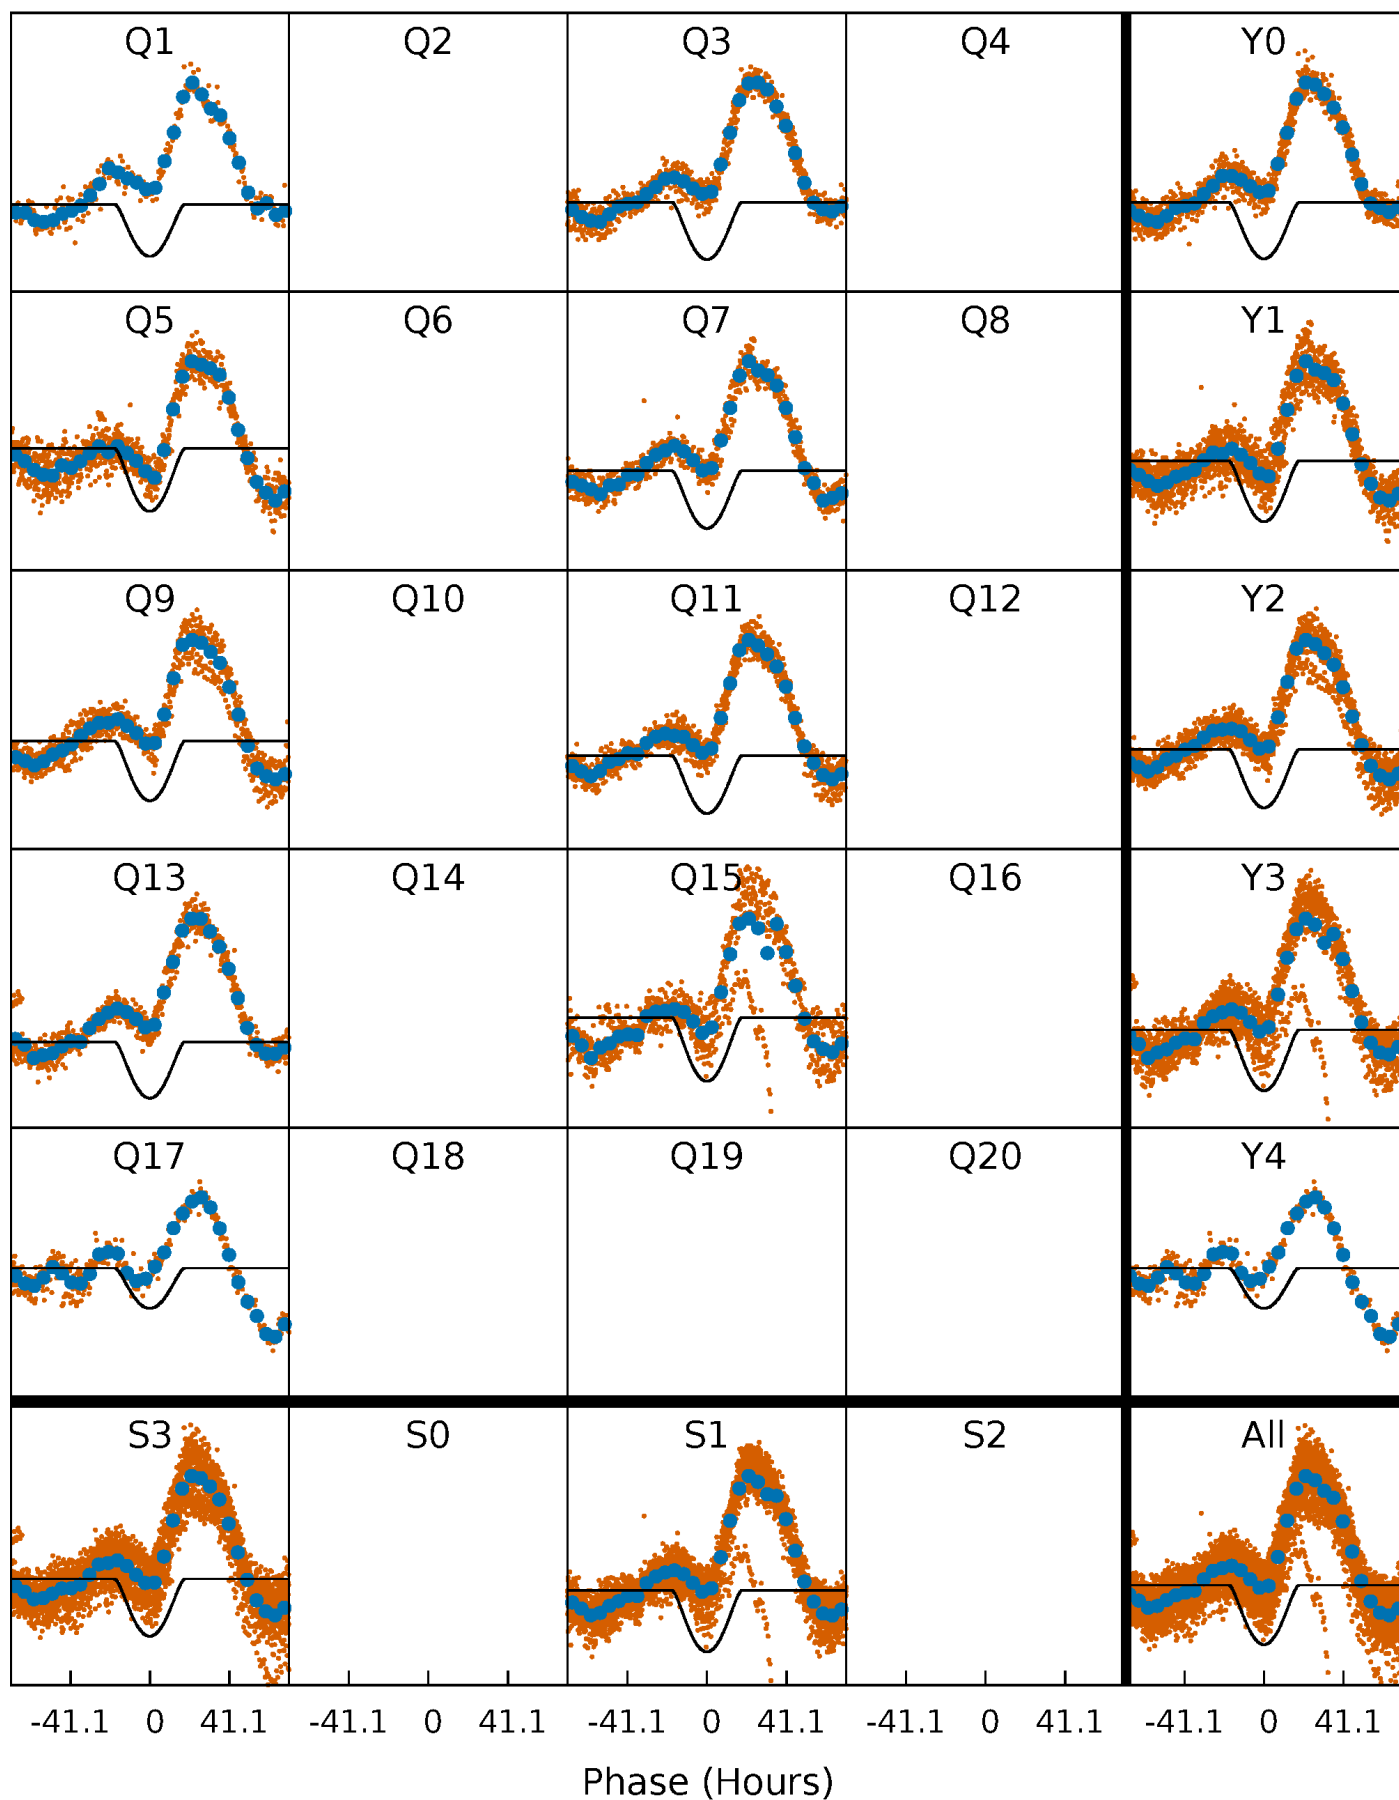 Q1 Q2 Q3 Q4 Y0
Q5 Q6 Q7 Q8 Y1
Q9 Q10 Q11 Q12 Y2
Q13 Q14 Q15 Q16 Y3
Q17 Q18 Q19 Q20 Y4
S3 S0 S1 S2 All
-41.1 0 41.1 -41.1 0 41.1 -41.1 0 41.1 -41.1 0 41.1 -41.1 0 41.1
Phase (Hours)